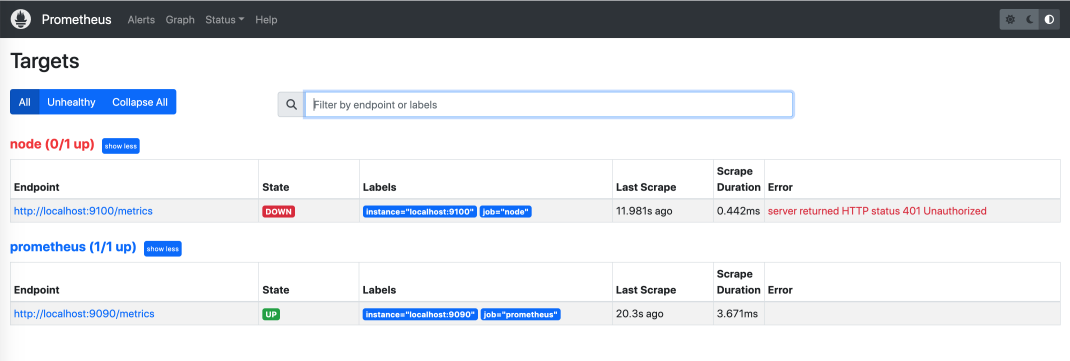 Prometheus Alerts Graph Status Help
Targets
All Unhealthy Collapse All Filter by endpoint or labels
node (0/1 up) show less
Endpoint State Labels Last Scrape Scrape Duration Error
http://localhost:9100/metrics DOWN instance="localhost:9100" job="node" 11.981s ago 0.442ms server returned HTTP status 401 Unauthorized
prometheus (1/1 up) show less
Endpoint State Labels Last Scrape Scrape Duration Error
http://localhost:9090/metrics UP instance="localhost:9090" job="prometheus" 20.3s ago 3.671ms